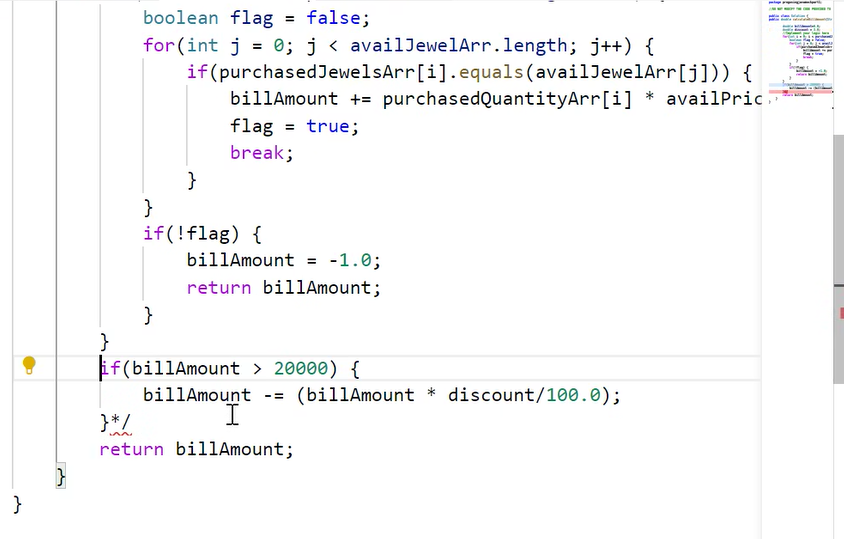 boolean flag = false;
for(int j = 0; j < availJewelArr.length; j++) {
if(purchasedJewelsArr[i].equals(availJewelArr[j])) {
billAmount += purchasedQuantityArr[i] * availPric
flag = true;
break;
}
}
if(!flag) {
billAmount = -1.0;
return billAmount;
}
}
if(billAmount > 20000) {
billAmount -= (billAmount * discount/100.0);
}*/
return billAmount;
}
}